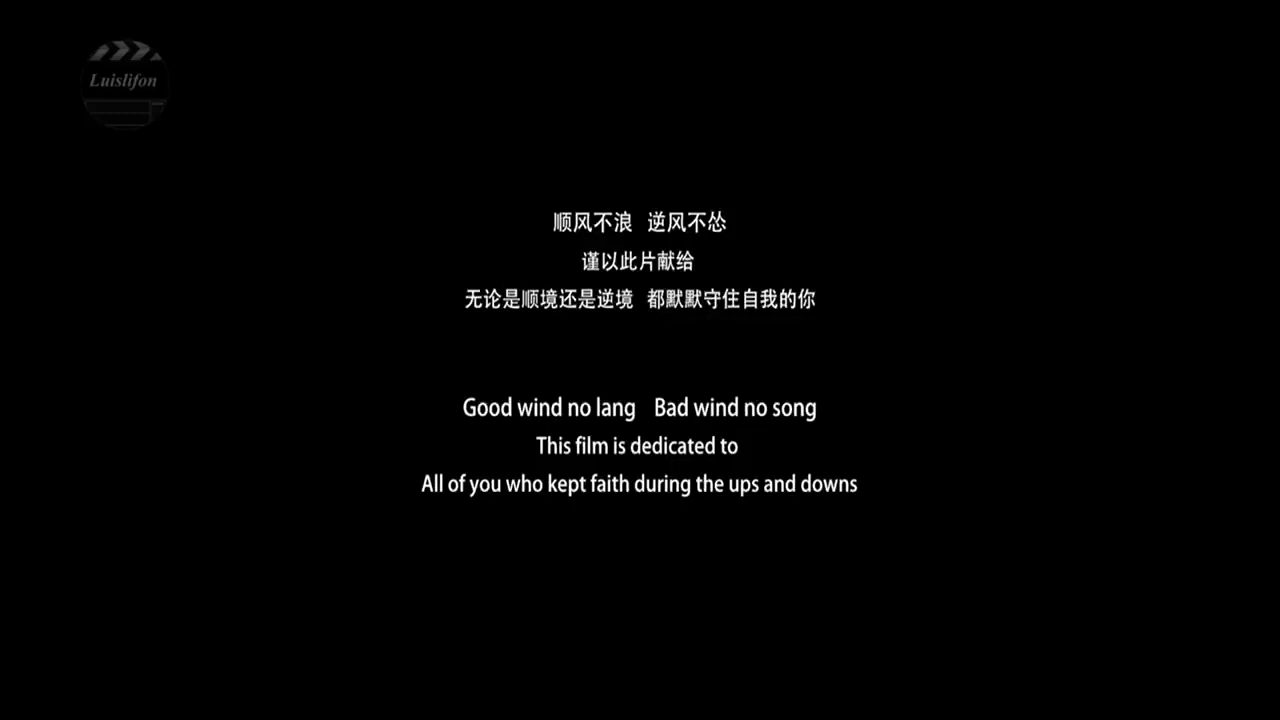 Luislifon
顺风不浪 逆风不怂
谨以此片献给
无论是顺境还是逆境 都默默守住自我的你
Good wind no lang Bad wind no song
This film is dedicated to
All of you who kept faith during the ups and downs